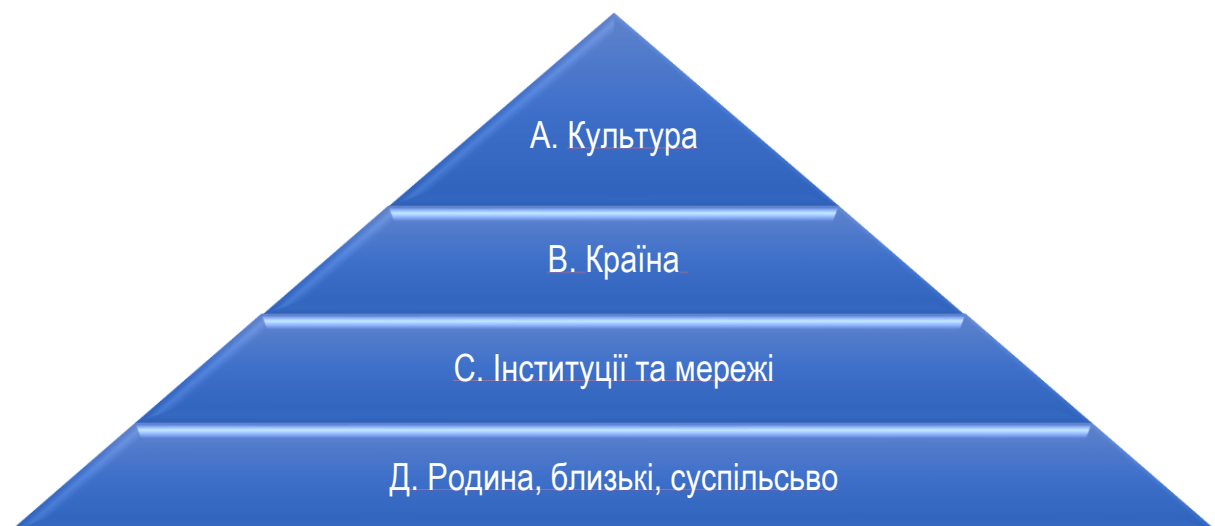 А. Культура
В. Країна
С. Інституції та мережі
Д. Родина, близькі, суспільсьво